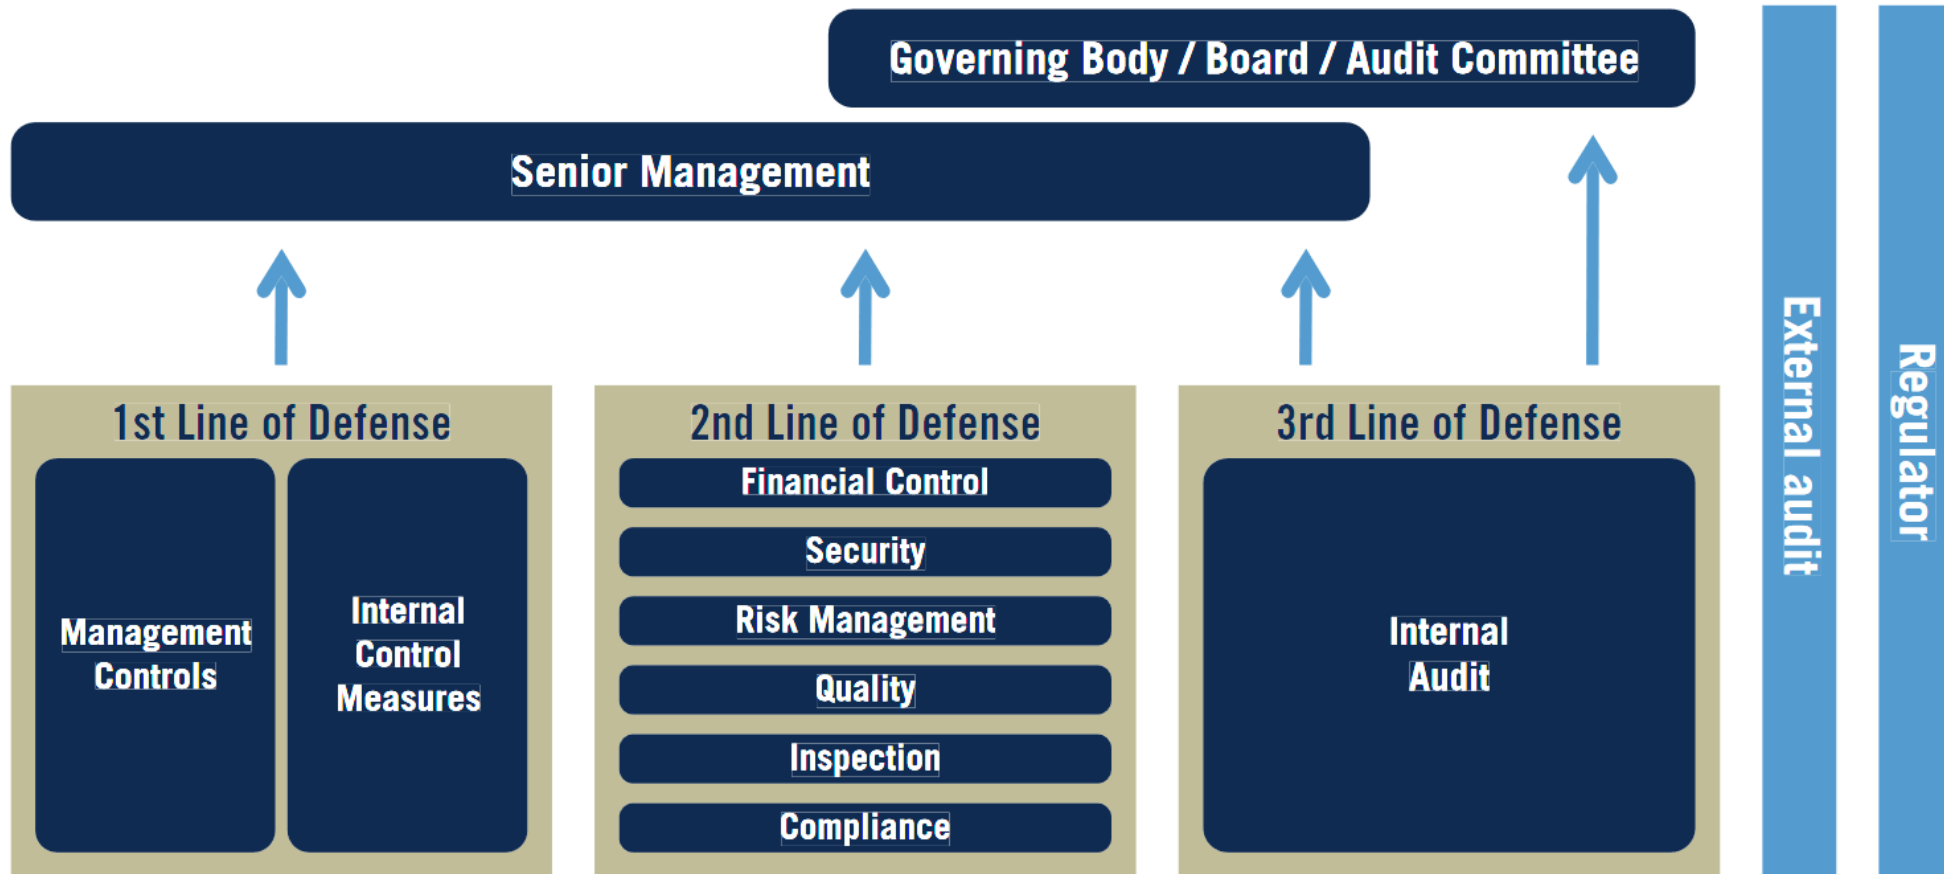 Governing Body / Board / Audit Committee
Senior Management
1st Line of Defense
Management
Controls
Internal
Control
Measures
2nd Line of Defense
Financial Control
Security
Risk Management
Quality
Inspection
Compliance
3rd Line of Defense
Internal
Audit
External audit
Regulator